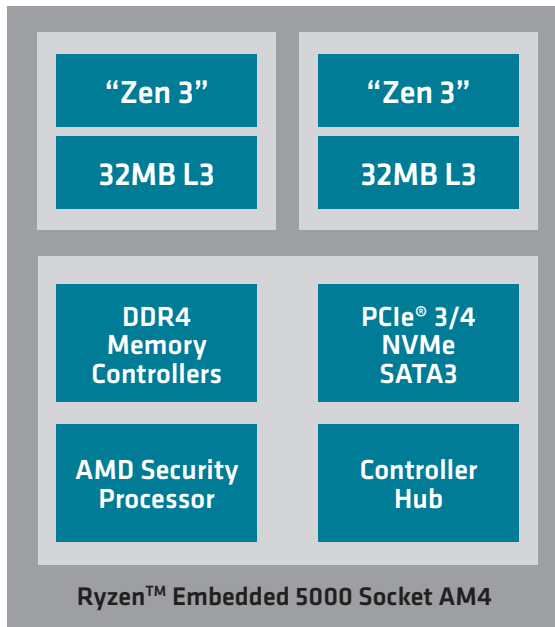 “Zen 3”
32MB L3
“Zen 3”
32MB L3
DDR4
Memory
Controllers
PCIe® 3/4
NVMe
SATA3
AMD Security
Processor
Controller
Hub
Ryzen™ Embedded 5000 Socket AM4